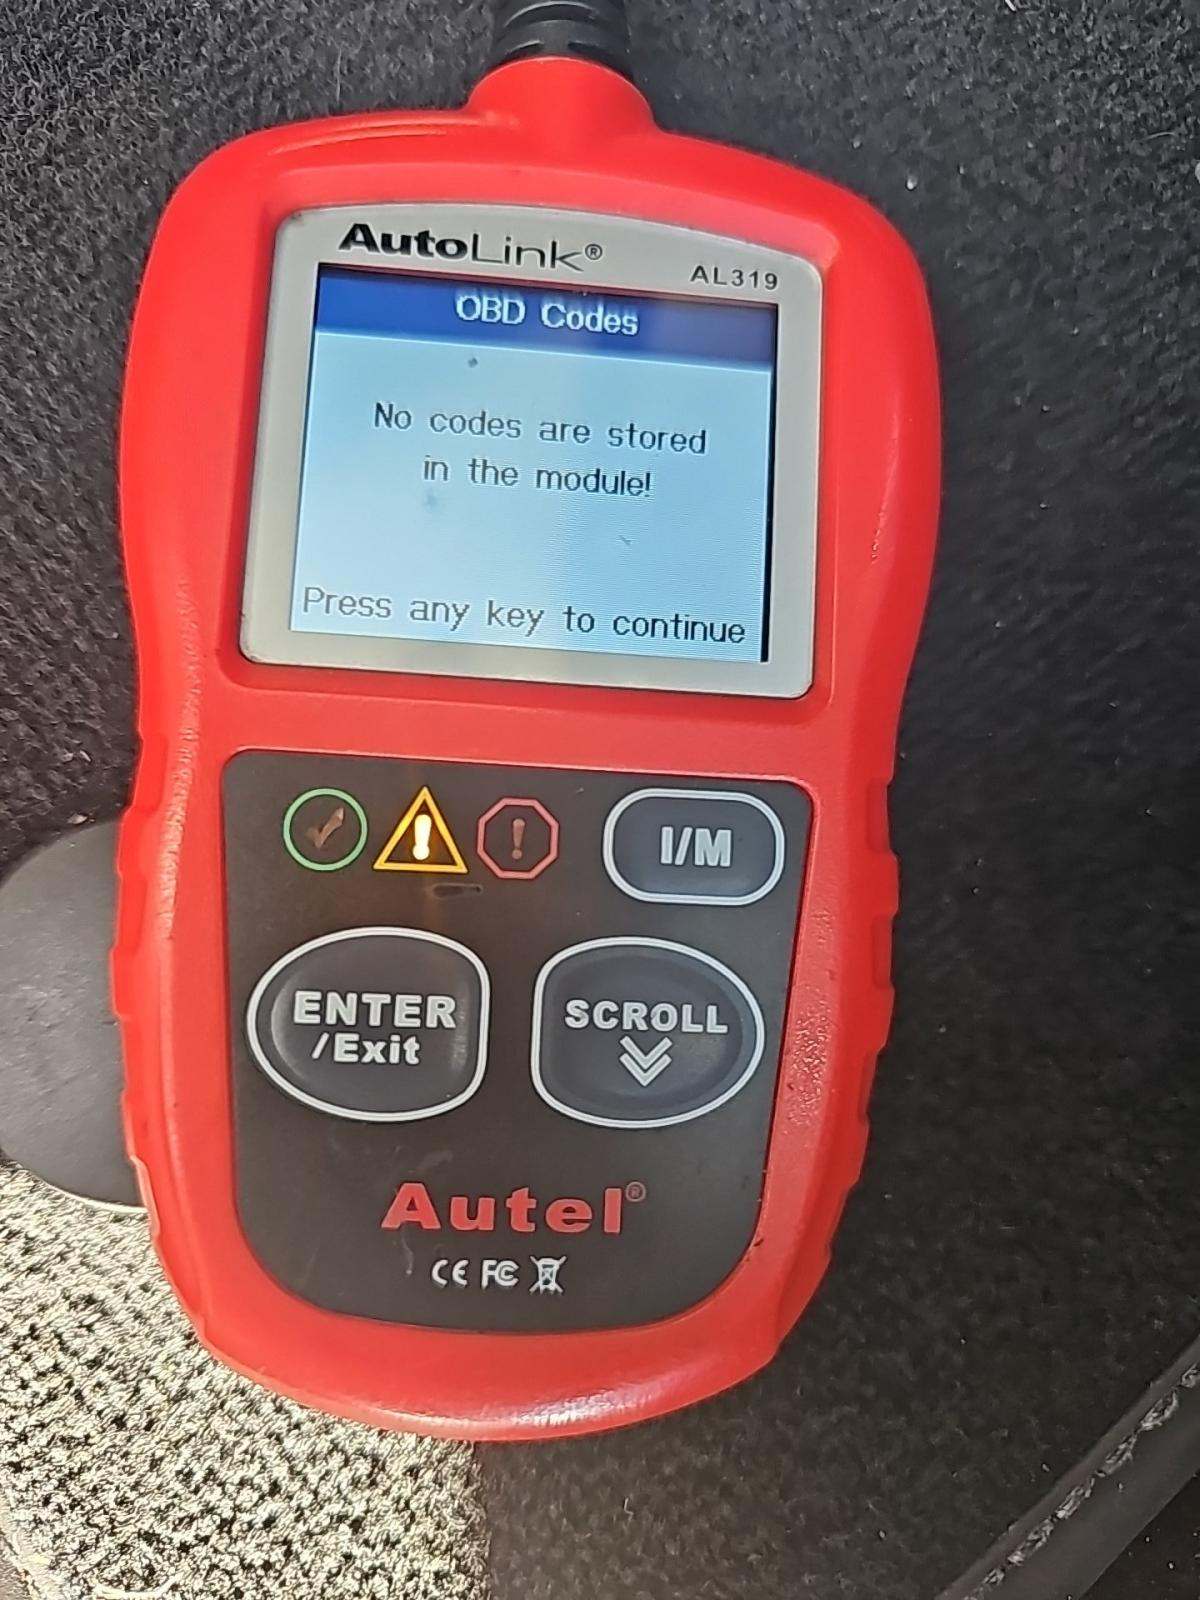 AutoLink®
AL319
OBD Codes
No codes are stored
in the module!
Press any key to continue
I/M
ENTER
/Exit
SCROLL
Autel®
CE FC